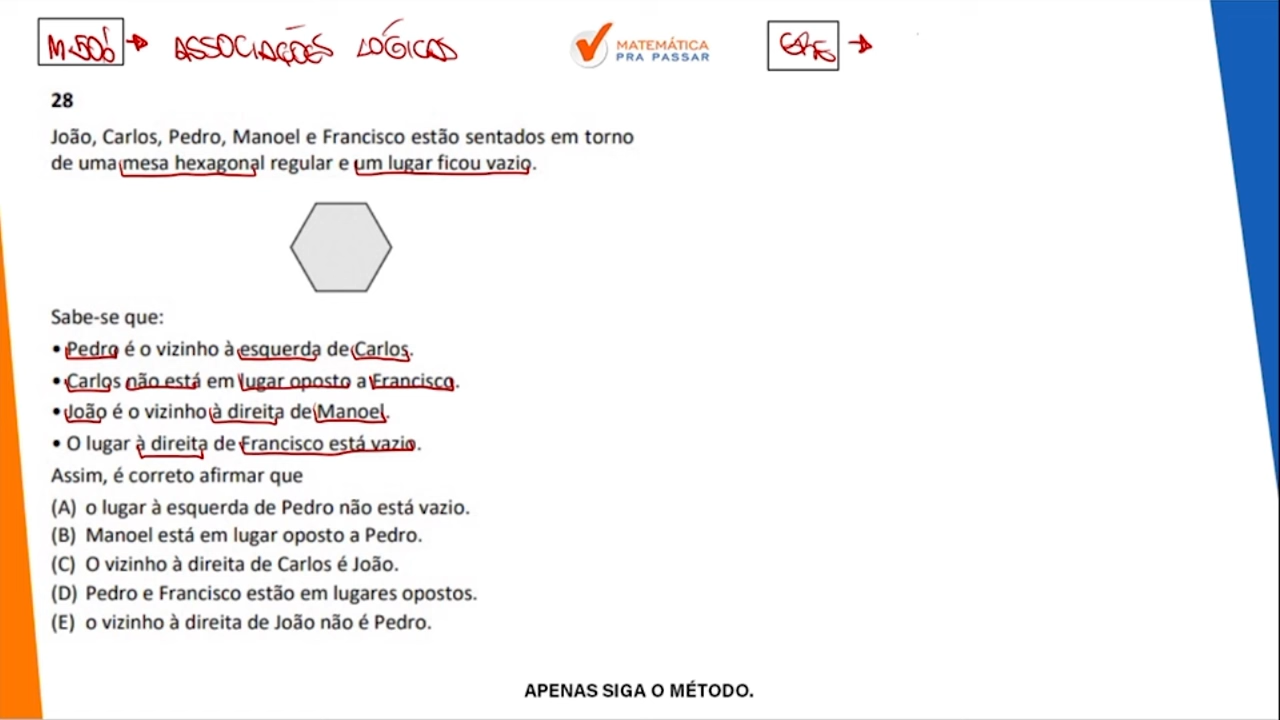 ASSOCIAÇÕES LÓGICAS
MATEMÁTICA
PRA PASSAR
28
João, Carlos, Pedro, Manoel e Francisco estão sentados em torno
de uma mesa hexagonal regular e um lugar ficou vazio.
Sabe-se que:
• Pedro é o vizinho à esquerda de Carlos.
• Carlos não está em lugar oposto a Francisco.
• João é o vizinho à direita de Manoel.
• O lugar à direita de Francisco está vazio.
Assim, é correto afirmar que
(A) o lugar à esquerda de Pedro não está vazio.
(B) Manoel está em lugar oposto a Pedro.
(C) O vizinho à direita de Carlos é João.
(D) Pedro e Francisco estão em lugares opostos.
(E) o vizinho à direita de João não é Pedro.
APENAS SIGA O MÉTODO.